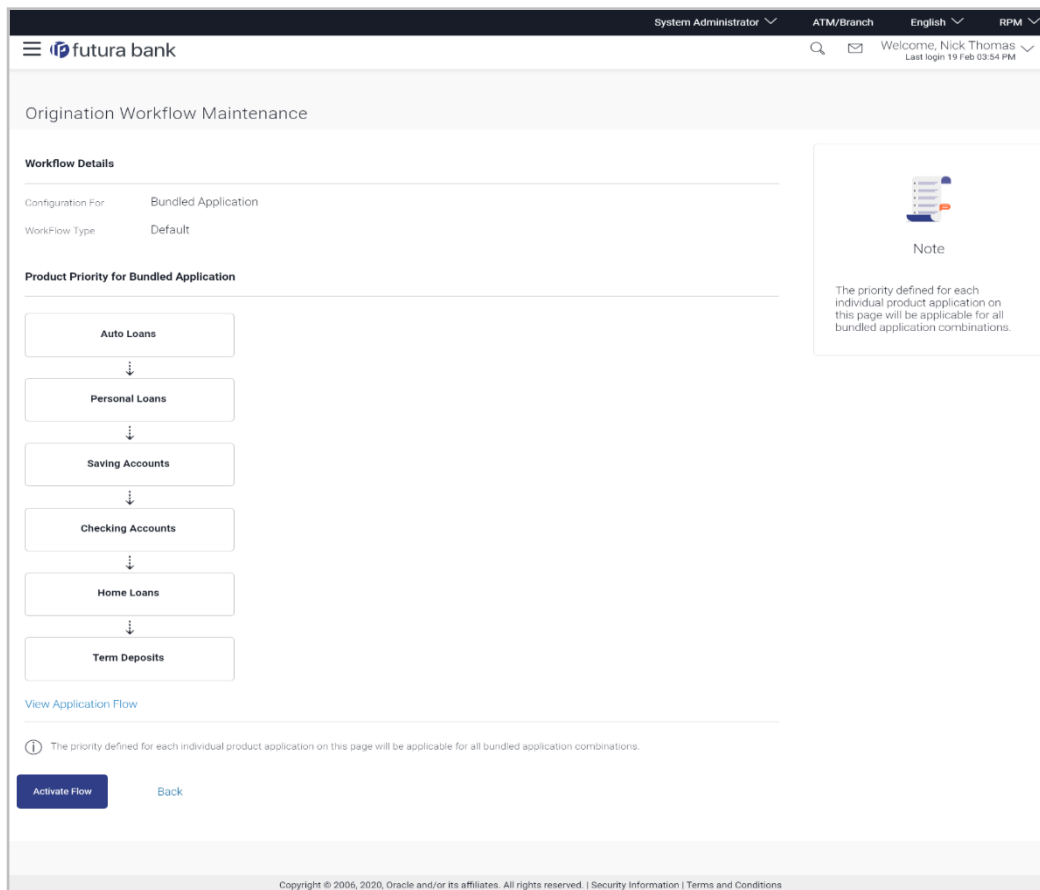 System Administrator ATM/Branch English RPM
futura bank
Welcome, Nick Thomas
Last login 19 Feb 03:54 PM
Origination Workflow Maintenance
Workflow Details
Configuration For Bundled Application
WorkFlow Type Default
Product Priority for Bundled Application
Auto Loans
Personal Loans
Saving Accounts
Checking Accounts
Home Loans
Term Deposits
View Application Flow
The priority defined for each individual product application on this page will be applicable for all bundled application combinations.
Activate Flow Back
Note
The priority defined for each
individual product application on
this page will be applicable for all
bundled application combinations.
Copyright © 2006, 2020, Oracle and/or its affiliates. All rights reserved. | Security Information | Terms and Conditions